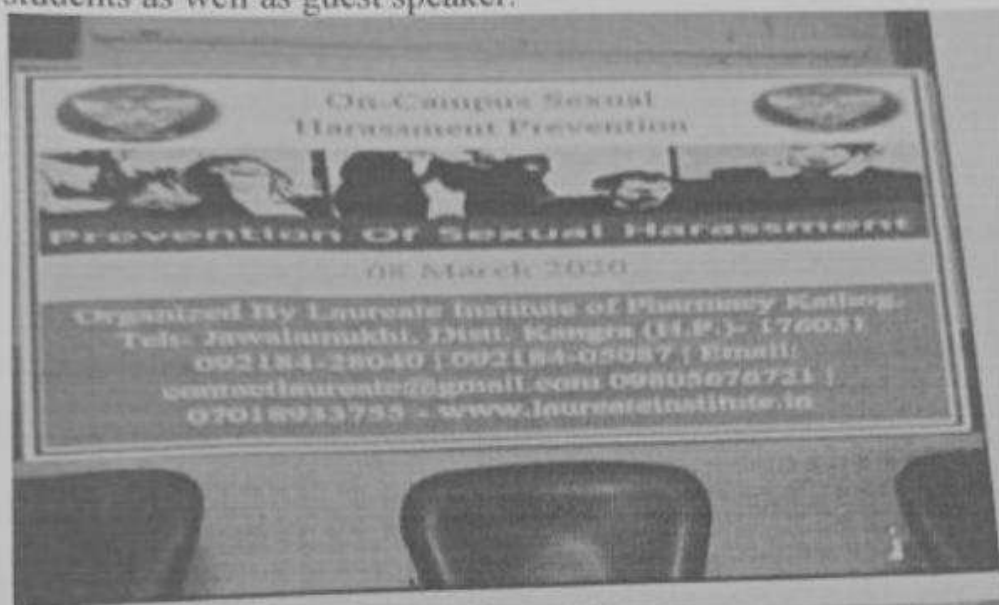 students as well as guest speaker.
On-Campus Sexual
Harassment Prevention
Prevention Of Sexual Harassment
08 March 2020
Organized By Laureate Institute of Pharmacy Kathog,
Teh- Jawalamukhi, Distt. Kangra (H.P.)- 176031
092184-28040 | 092184-05087 | Email:
contactlaureate@gmail.com 09805676721 |
07018933755 - www.laureateinstitute.in